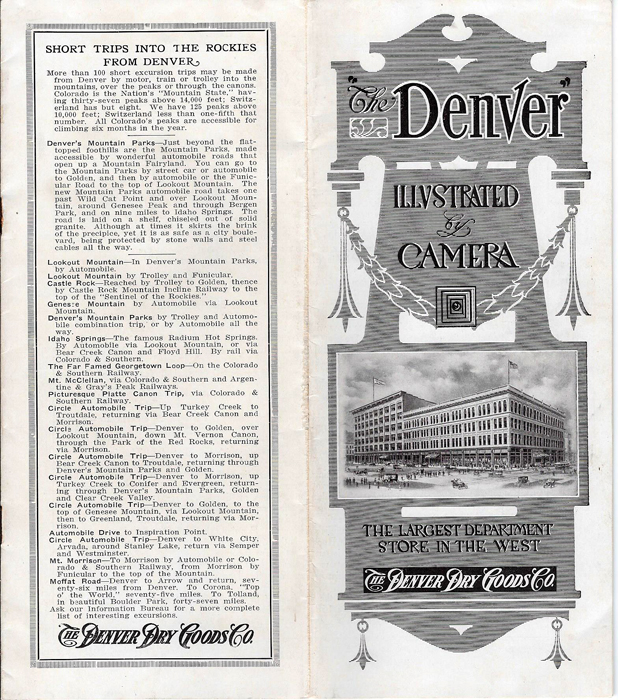 SHORT TRIPS INTO THE ROCKIES
FROM DENVER
More than 100 short excursion trips may be made
from Denver by motor, train or trolley into the
mountains, over the peaks or through the canons.
Colorado is the Nation's "Mountain State," hav-
ing thirty-seven peaks above 14,000 feet; Switz-
erland has but eight. We have 125 peaks above
10,000 feet; Switzerland less than one-fifth that
number. All Colorado's peaks are accessible for
climbing six months in the year.
Denver's Mountain Parks—Just beyond the flat-
topped foothills are the Mountain Parks, made
accessible by wonderful automobile roads that
open up a Mountain Fairyland. You can go to
the Mountain Parks by street car or automobile
to Golden, and then by automobile or the Funic-
ular Road to the top of Lookout Mountain. The
new Mountain Parks automobile road takes one
past Wild Cat Point and over Lookout Moun-
tain, around Genesee Peak and through Bergen
Park, and on nine miles to Idaho Springs. The
road is laid on a shelf, chiseled out of solid
granite. Although at times it skirts the brink
of the precipice, yet it is as safe as a city boule-
vard, being protected by stone walls and steel
cables all the way.
Lookout Mountain—In Denver's Mountain Parks,
by Automobile.
Lookout Mountain by Trolley and Funicular.
Castle Rock—Reached by Trolley to Golden, thence
by Castle Rock Mountain Incline Railway to the
top of the "Sentinel of the Rockies."
Genesee Mountain by Automobile via Lookout
Mountain.
Denver's Mountain Parks by Trolley and Automo-
bile combination trip, or by Automobile all the
way.
Idaho Springs—The famous Radium Hot Springs.
By Automobile via Lookout Mountain, or via
Bear Creek Canon and Floyd Hill. By rail via
Colorado & Southern.
The Far Famed Georgetown Loop—On the Colorado
& Southern Railway.
Mt. McClellan, via Colorado & Southern and Argen-
tine & Gray's Peak Railways.
Picturesque Platte Canon Trip, via Colorado &
Southern Railway.
Circle Automobile Trip—Up Turkey Creek to
Troutdale, returning via Bear Creek Canon and
Morrison.
Circle Automobile Trip—Denver to Golden, over
Lookout Mountain, down Mt. Vernon Canon,
through the Park of the Red Rocks, returning
via Morrison.
Circle Automobile Trip—Denver to Morrison, up
Bear Creek Canon to Troutdale, returning through
Denver's Mountain Parks and Golden.
Circle Automobile Trip—Denver to Morrison, up
Turkey Creek to Conifer and Evergreen, return-
ing through Denver's Mountain Parks, Golden
and Clear Creek Valley.
Circle Automobile Trip—Denver to Golden, to the
top of Genesee Mountain, via Lookout Mountain,
then to Greenland, Troutdale, returning via Mor-
rison.
Automobile Drive to Inspiration Point.
Circle Automobile Trip—Denver to White City,
Arvada, around Stanley Lake, return via Semper
and Westminster.
Mt. Morrison—To Morrison by Automobile or Colo-
rado & Southern Railway, from Morrison by
Funicular to the top of the Mountain.
Moffat Road—Denver to Arrow and return, sev-
enty-six miles from Denver. To Corona, "Top
o' the World," seventy-five miles. To Tolland,
in beautiful Boulder Park, forty-seven miles.
Ask our Information Bureau for a more complete
list of interesting excursions.
THE DENVER DRY GOODS CO.
"The Denver"
ILLVSTRATED
by
CAMERA
THE LARGEST DEPARTMENT
STORE IN THE WEST
THE DENVER DRY GOODS CO.